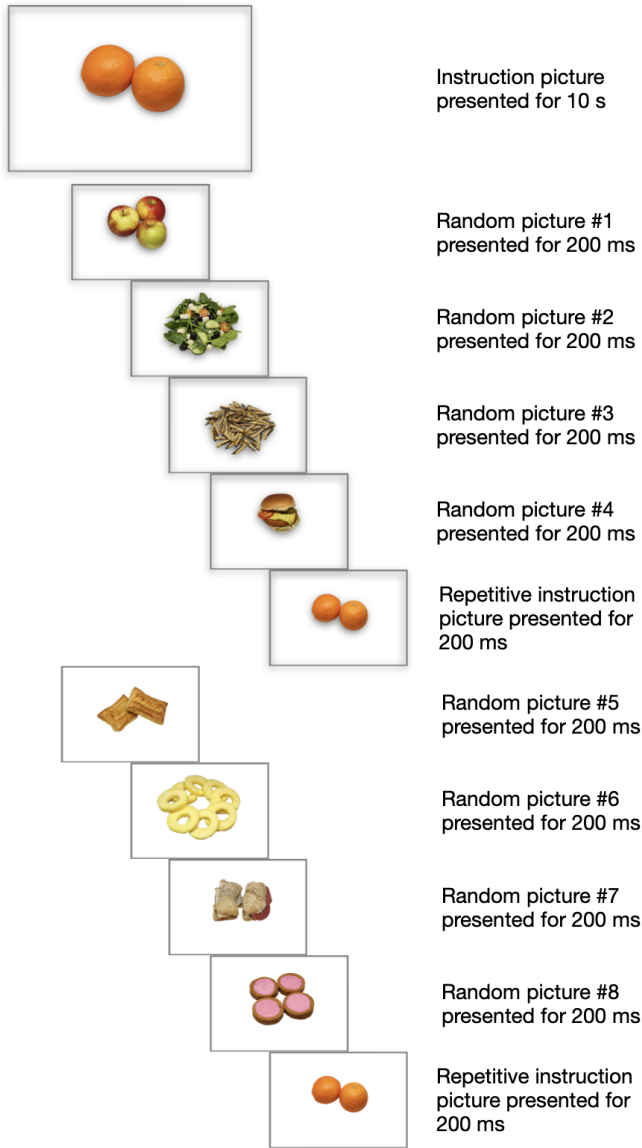 Instruction picture
presented for 10 s
Random picture #1
presented for 200 ms
Random picture #2
presented for 200 ms
Random picture #3
presented for 200 ms
Random picture #4
presented for 200 ms
Repetitive instruction
picture presented for
200 ms
Random picture #5
presented for 200 ms
Random picture #6
presented for 200 ms
Random picture #7
presented for 200 ms
Random picture #8
presented for 200 ms
Repetitive instruction
picture presented for
200 ms